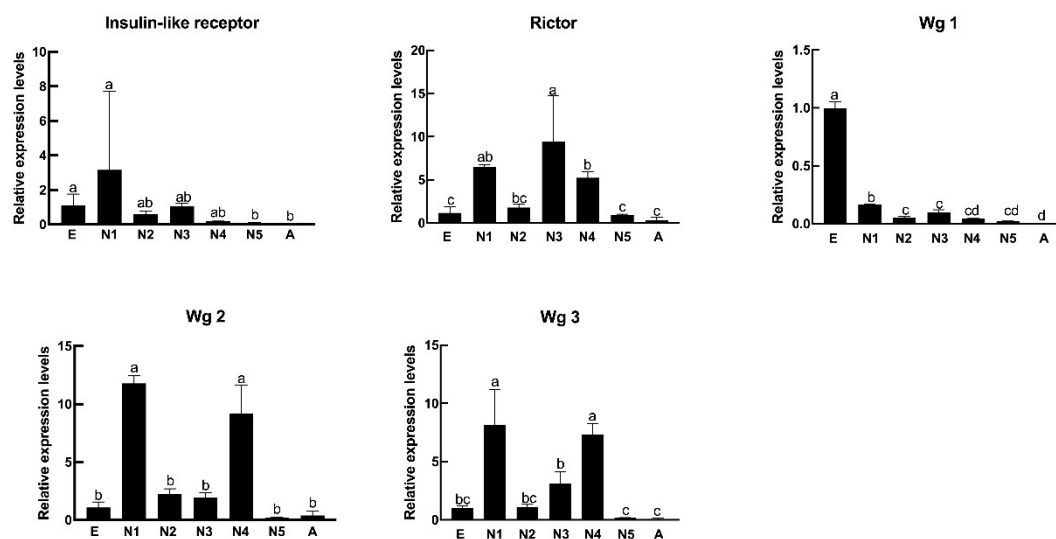 Insulin-like receptor
Relative expression levels
10
8
6
4
2
0
a
a
ab
ab
ab
b
b
E N1 N2 N3 N4 N5 A
Rictor
Relative expression levels
20
15
10
5
0
c
ab
bc
a
b
c
c
E N1 N2 N3 N4 N5 A
Wg 1
Relative expression levels
1.5
1.0
0.5
0.0
a
b
c
c
cd
cd
d
E N1 N2 N3 N4 N5 A
Wg 2
Relative expression levels
15
10
5
0
b
a
b
b
a
b
b
E N1 N2 N3 N4 N5 A
Wg 3
Relative expression levels
15
10
5
0
bc
a
bc
b
a
c
c
E N1 N2 N3 N4 N5 A